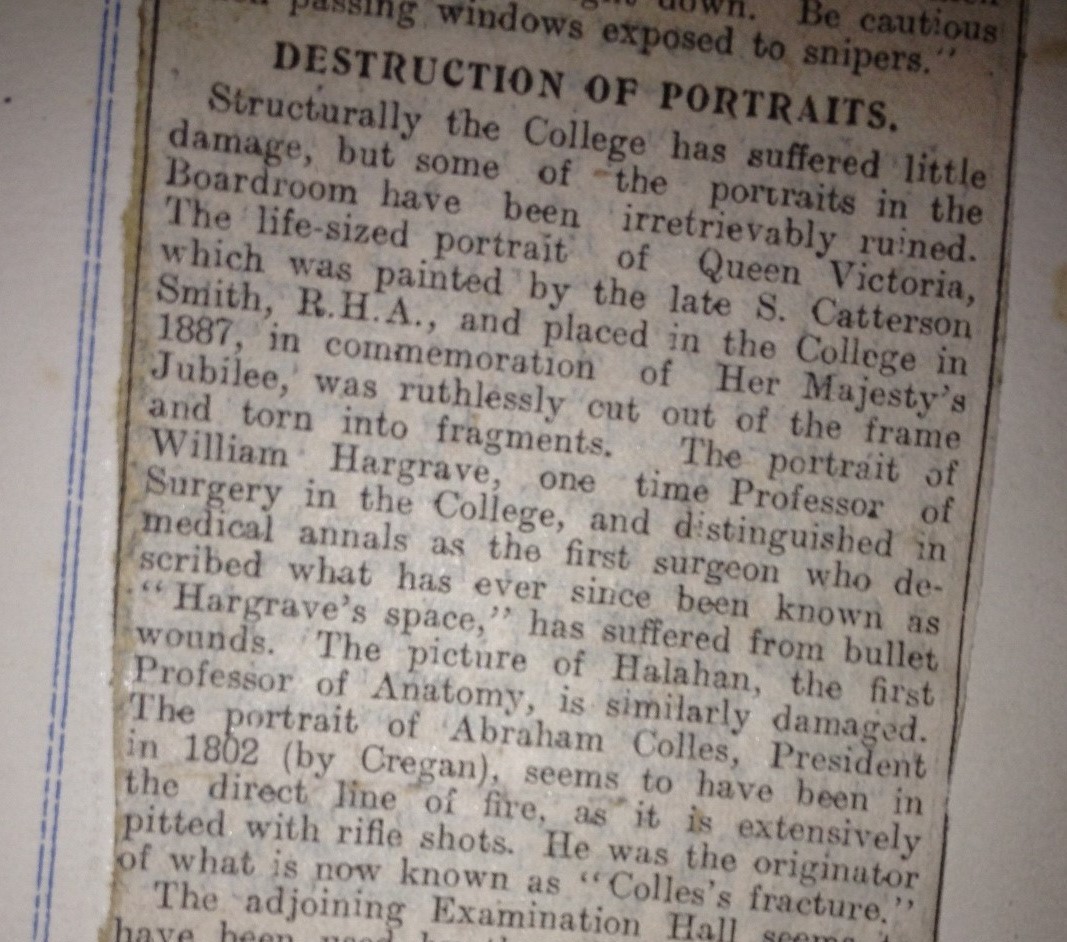 down. Be cautious
passing windows exposed to snipers."
DESTRUCTION OF PORTRAITS.
Structurally the College has suffered little
damage, but some of the portraits in the
Boardroom have been irretrievably ruined.
The life-sized portrait of Queen Victoria,
which was painted by the late S. Catterson
Smith, R.H.A., and placed in the College in
1887, in commemoration of Her Majesty's
Jubilee, was ruthlessly cut out of the frame
and torn into fragments. The portrait of
William Hargrave, one time Professor of
Surgery in the College, and distinguished in
medical annals as the first surgeon who de-
scribed what has ever since been known as
"Hargrave's space," has suffered from bullet
wounds. The picture of Halahan, the first
Professor of Anatomy, is similarly damaged.
The portrait of Abraham Colles, President
in 1802 (by Cregan), seems to have been in
the direct line of fire, as it is extensively
pitted with rifle shots. He was the originator
of what is now known as "Colles's fracture."
The adjoining Examination Hall seems
have been